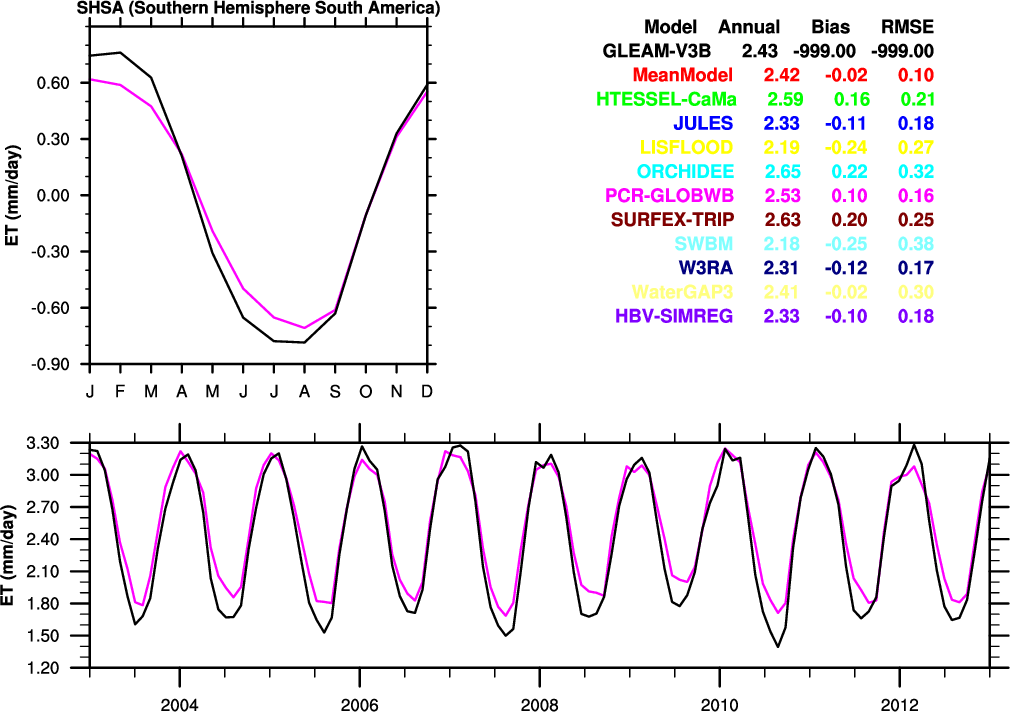 SHSA (Southern Hemisphere South America)
Model Annual Bias RMSE
GLEAM-V3B 2.43 -999.00 -999.00
MeanModel 2.42 -0.02 0.10
HTESSEL-CaMa 2.59 0.16 0.21
JULES 2.33 -0.11 0.18
LISFLOOD 2.19 -0.24 0.27
ORCHIDEE 2.65 0.22 0.32
PCR-GLOBWB 2.53 0.10 0.16
SURFEX-TRIP 2.63 0.20 0.25
SWBM 2.18 -0.25 0.38
W3RA 2.31 -0.12 0.17
WaterGAP3 2.41 -0.02 0.30
HBV-SIMREG 2.33 -0.10 0.18
ET (mm/day)
0.60
0.30
0.00
-0.30
-0.60
-0.90
J F M A M J J A S O N D
ET (mm/day)
3.30
3.00
2.70
2.40
2.10
1.80
1.50
1.20
2004 2006 2008 2010 2012